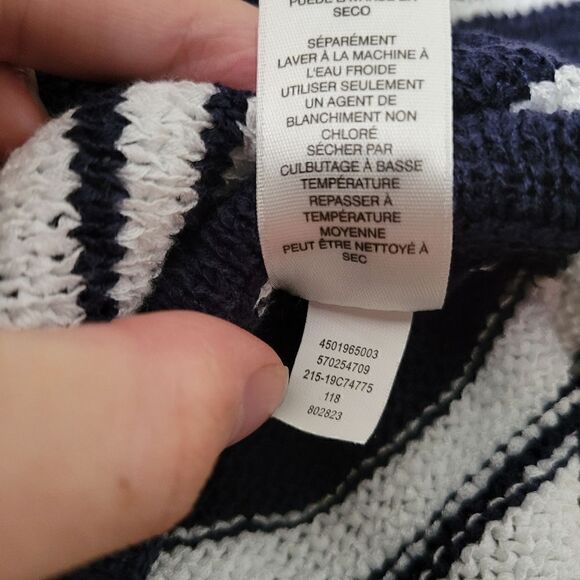 SECO
SÉPARÉMENT
LAVER À LA MACHINE À
L'EAU FROIDE
UTILISER SEULEMENT
UN AGENT DE
BLANCHIMENT NON
CHLORÉ
SÉCHER PAR
CULBUTAGE À BASSE
TEMPÉRATURE
REPASSER À
TEMPÉRATURE
MOYENNE
PEUT ÊTRE NETTOYÉ À
SEC
4501965003
570254709
215-19C74775
118
802823